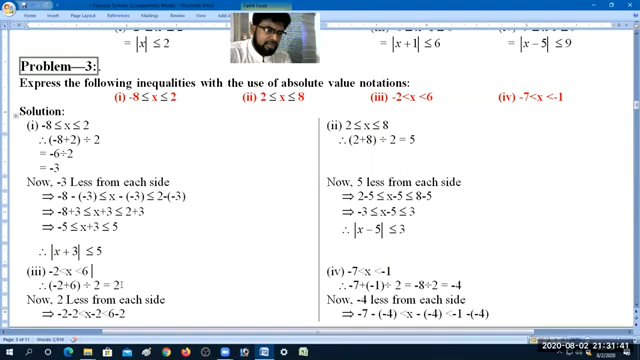 = |x| ≤ 2
= |x + 1| ≤ 6
= |x − 5| ≤ 9
Problem—3:
Express the following inequalities with the use of absolute value notations:
(i) -8 ≤ x ≤ 2 (ii) 2 ≤ x ≤ 8 (iii) -2<x <6 (iv) -7<x <-1
Solution:
(i) -8 ≤ x ≤ 2
∴ (-8+2) ÷ 2
= -6÷2
= -3
Now, -3 Less from each side
⇒ -8 - (-3) ≤ x - (-3) ≤ 2-(-3)
⇒ -8+3 ≤ x+3 ≤ 2+3
⇒ -5 ≤ x+3 ≤ 5
∴ |x + 3| ≤ 5
(iii) -2<x <6
∴ (-2+6) ÷ 2 = 2
Now, 2 Less from each side
⇒ -2-2<x-2<6-2
(ii) 2 ≤ x ≤ 8
∴ (2+8) ÷ 2 = 5
Now, 5 less from each side
⇒ 2-5 ≤ x-5 ≤ 8-5
⇒ -3 ≤ x-5 ≤ 3
∴ |x − 5| ≤ 3
(iv) -7<x <-1
∴ -7+(-1) ÷ 2 = -8÷2 = -4
Now, -4 less from each side
⇒ -7 - (-4) <x - (-4) <-1 -(-4)
2020-08-02 21:31:41
8/2/2020